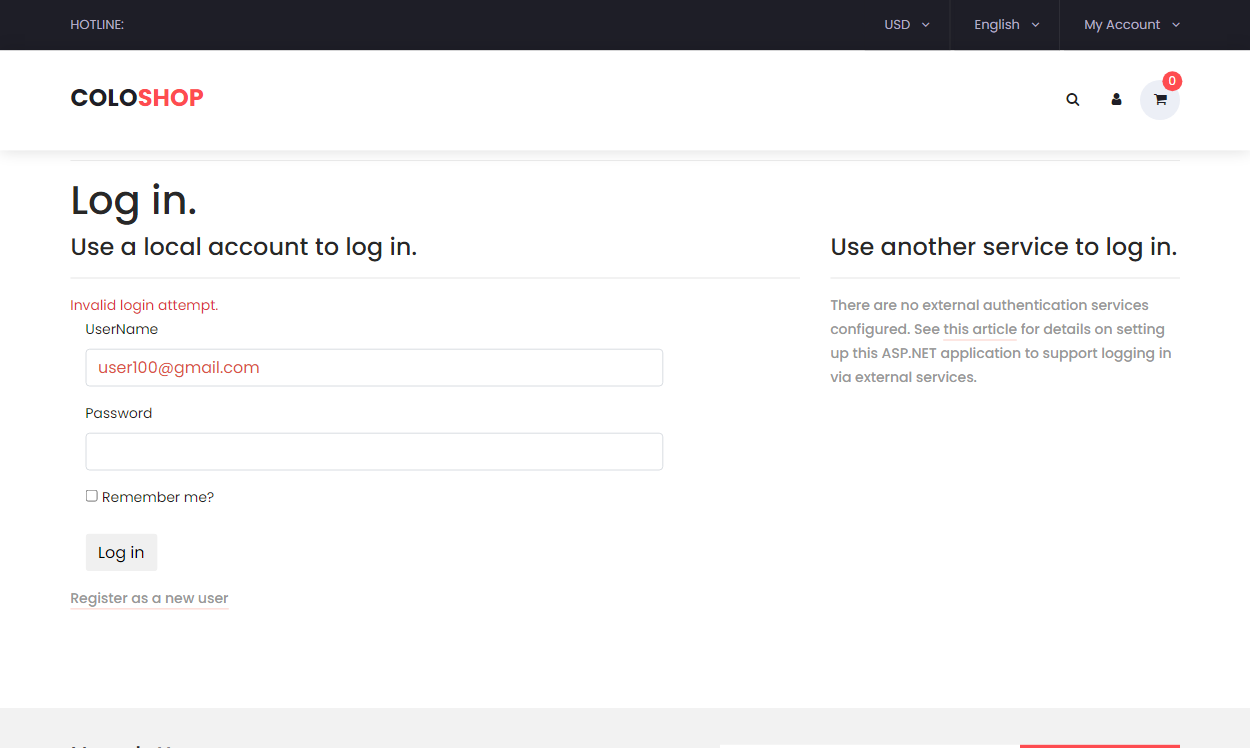 HOTLINE:
USD
English
My Account
COLOSHOP
0
Log in.
Use a local account to log in.
Invalid login attempt.
UserName
user100@gmail.com
Password
Remember me?
Log in
Register as a new user
Use another service to log in.
There are no external authentication services
configured. See this article for details on setting
up this ASP.NET application to support logging in
via external services.